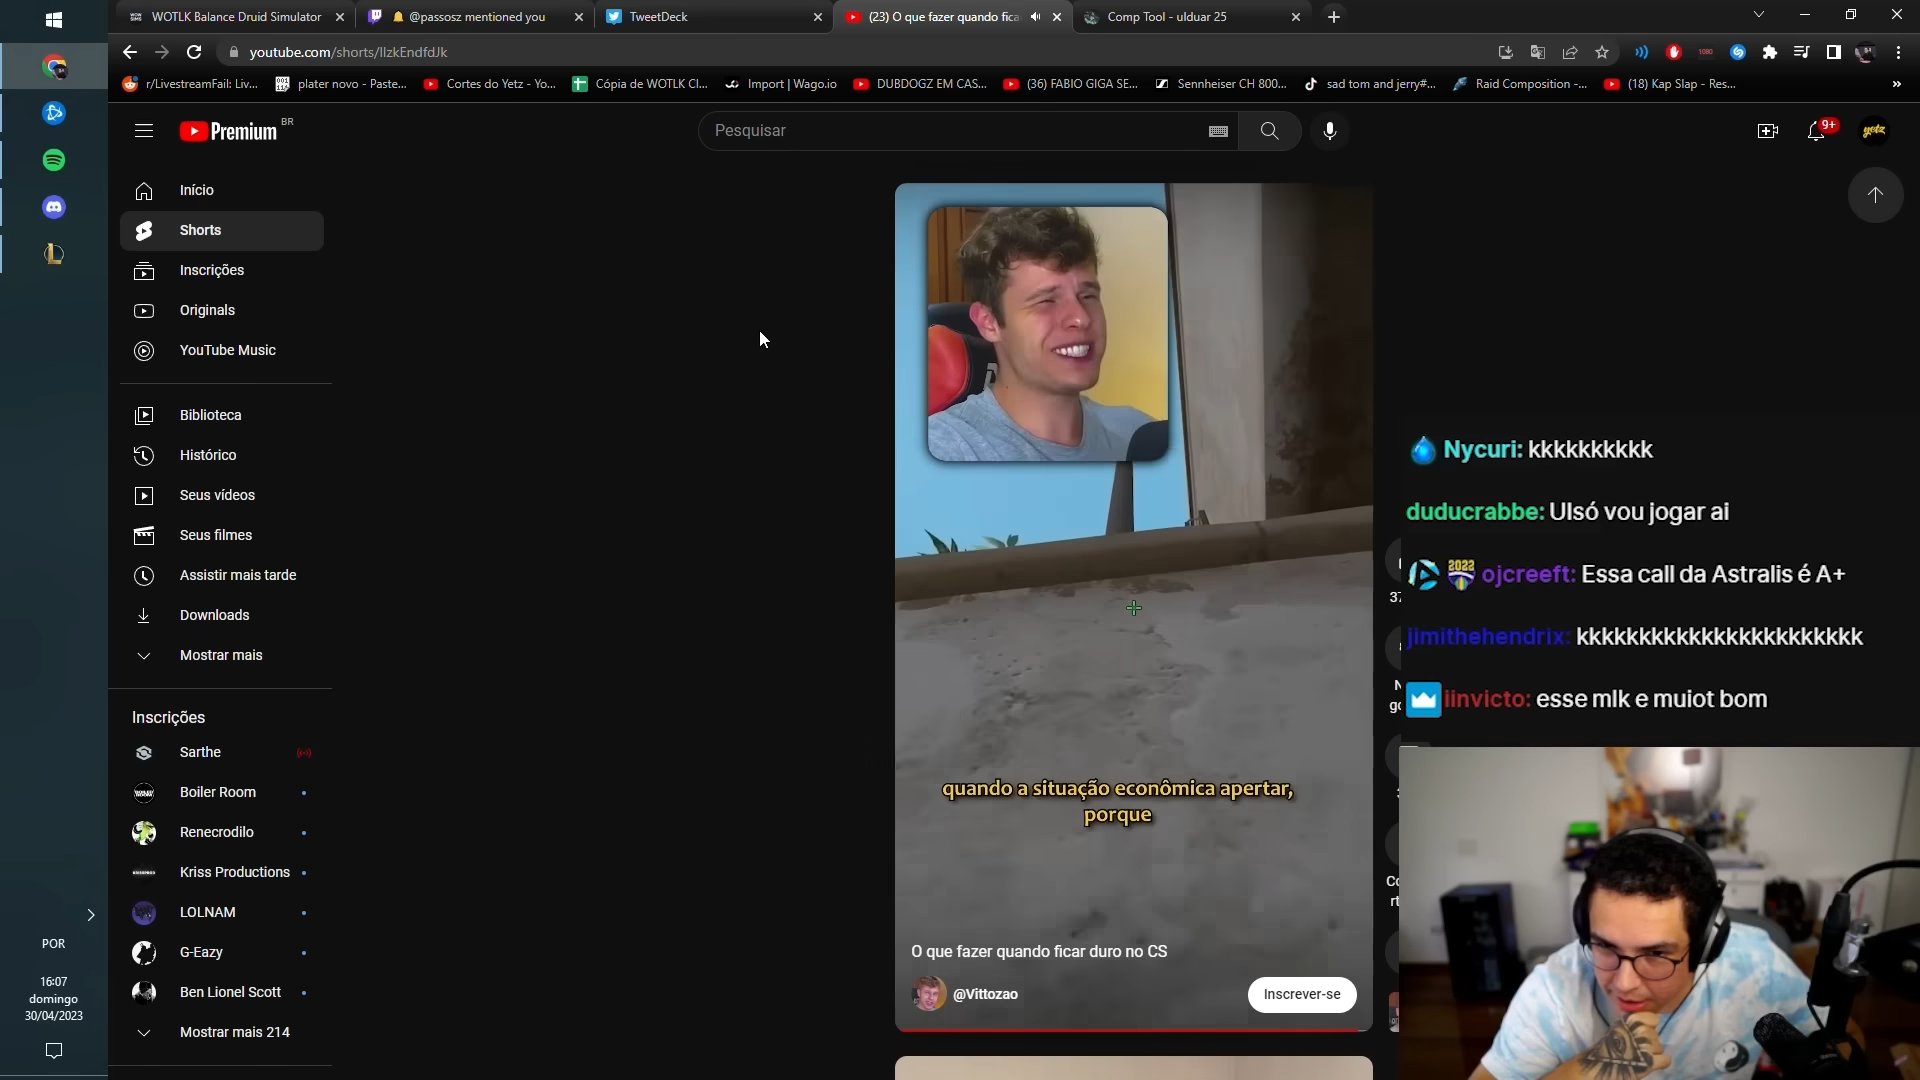 WOTLK Balance Druid Simulator
@passosz mentioned you
TweetDeck
(23) O que fazer quando fica
Comp Tool - ulduar 25
youtube.com/shorts/IlzkEndfdJk
r/LivestreamFail: Liv...
plater novo - Paste...
Cortes do Yetz - Yo...
Cópia de WOTLK Cl...
Import | Wago.io
DUBDOGZ EM CAS...
(36) FABIO GIGA SE...
Sennheiser CH 800...
sad tom and jerry#...
Raid Composition -...
(18) Kap Slap - Res...
»
Premium BR
Pesquisar
9+
yetz
Início
Shorts
Inscrições
Originals
YouTube Music
Biblioteca
Histórico
Seus vídeos
Seus filmes
Assistir mais tarde
Downloads
Mostrar mais
Inscrições
Sarthe
Boiler Room
Renecrodilo
Kriss Productions
LOLNAM
G-Eazy
Ben Lionel Scott
Mostrar mais 214
POR
16:07
domingo
30/04/2023
quando a situação econômica apertar,
porque
O que fazer quando ficar duro no CS
@Vittozao
Inscrever-se
Nycuri: kkkkkkkkkk
duducrabbe: Ulsó vou jogar ai
2022 ojcreeft: Essa call da Astralis é A+
jimithehendrix: kkkkkkkkkkkkkkkkkkkkkkk
iinvicto: esse mlk e muiot bom